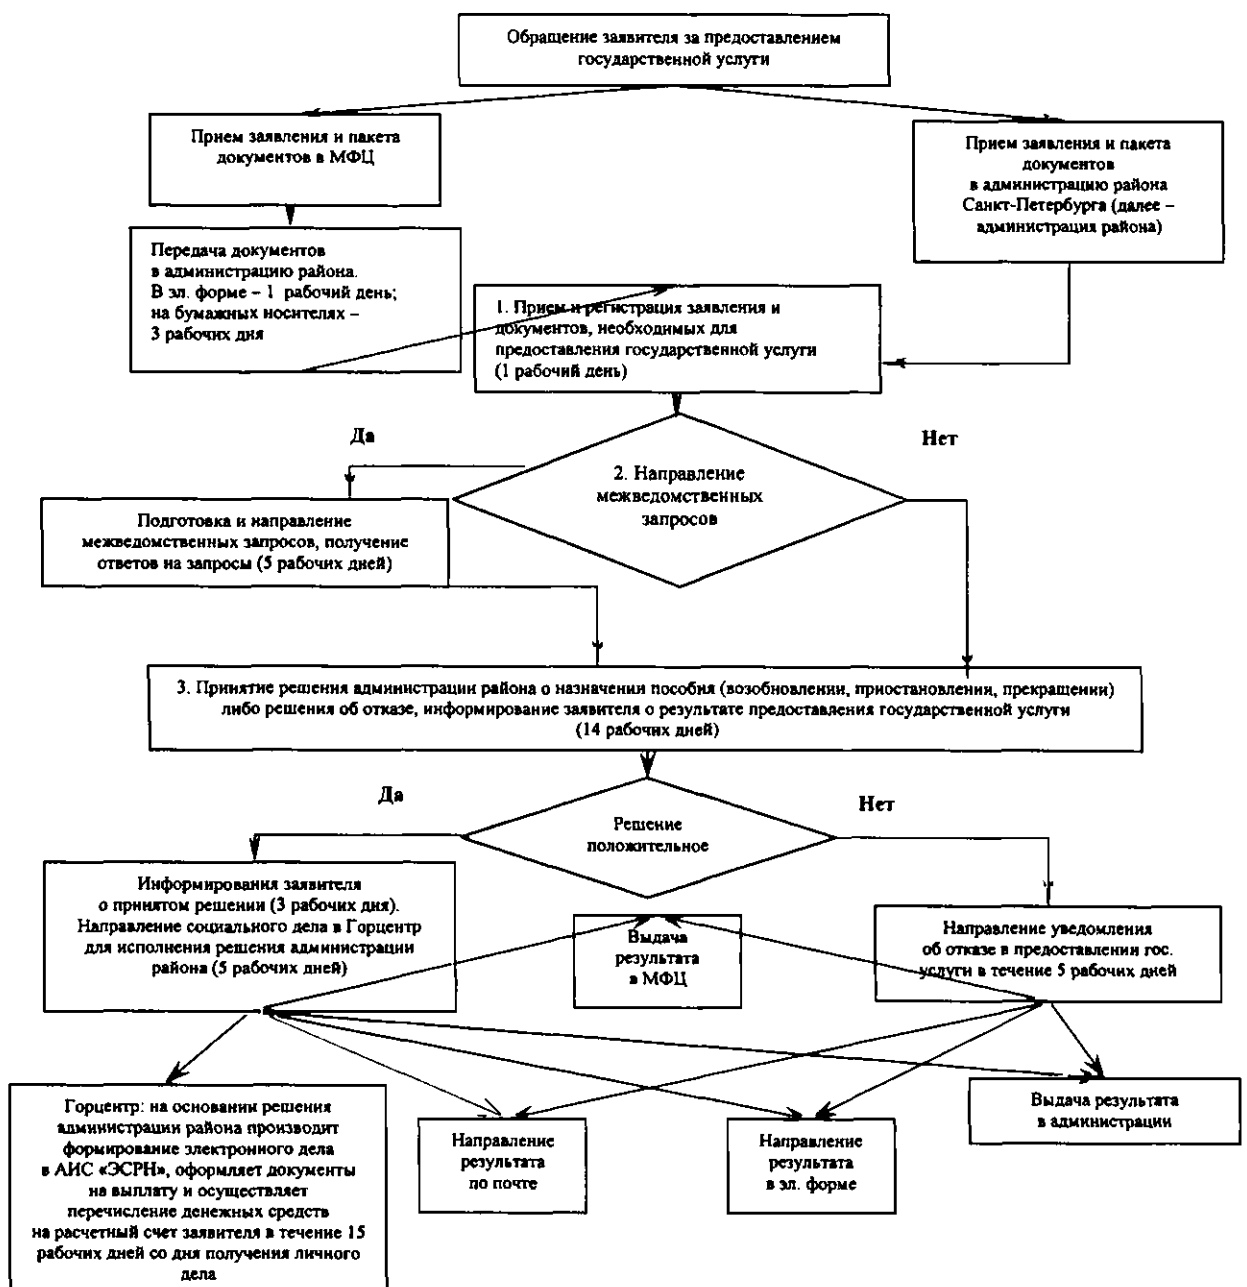 Обращение заявителя за предоставлением
государственной услуги
Прием заявления и пакета
документов в МФЦ
Прием заявления и пакета
документов
в администрацию района
Санкт-Петербурга (далее –
администрация района)
Передача документов
в администрацию района.
В эл. форме – 1 рабочий день;
на бумажных носителях –
3 рабочих дня
1. Прием и регистрация заявления и
документов, необходимых для
предоставления государственной услуги
(1 рабочий день)
Да
Нет
2. Направление
межведомственных
запросов
Подготовка и направление
межведомственных запросов, получение
ответов на запросы (5 рабочих дней)
3. Принятие решения администрации района о назначении пособия (возобновлении, приостановлении, прекращении)
либо решения об отказе, информирование заявителя о результате предоставления государственной услуги
(14 рабочих дней)
Да
Нет
Решение
положительное
Информирования заявителя
о принятом решении (3 рабочих дня).
Направление социального дела в Горцентр
для исполнения решения администрации
района (5 рабочих дней)
Выдача
результата
в МФЦ
Направление уведомления
об отказе в предоставлении гос.
услуги в течение 5 рабочих дней
Горцентр: на основании решения
администрации района производит
формирование электронного дела
в АИС «ЭСРН», оформляет документы
на выплату и осуществляет
перечисление денежных средств
на расчетный счет заявителя в течение 15
рабочих дней со дня получения личного
дела
Направление
результата
по почте
Направление
результата
в эл. форме
Выдача результата
в администрации